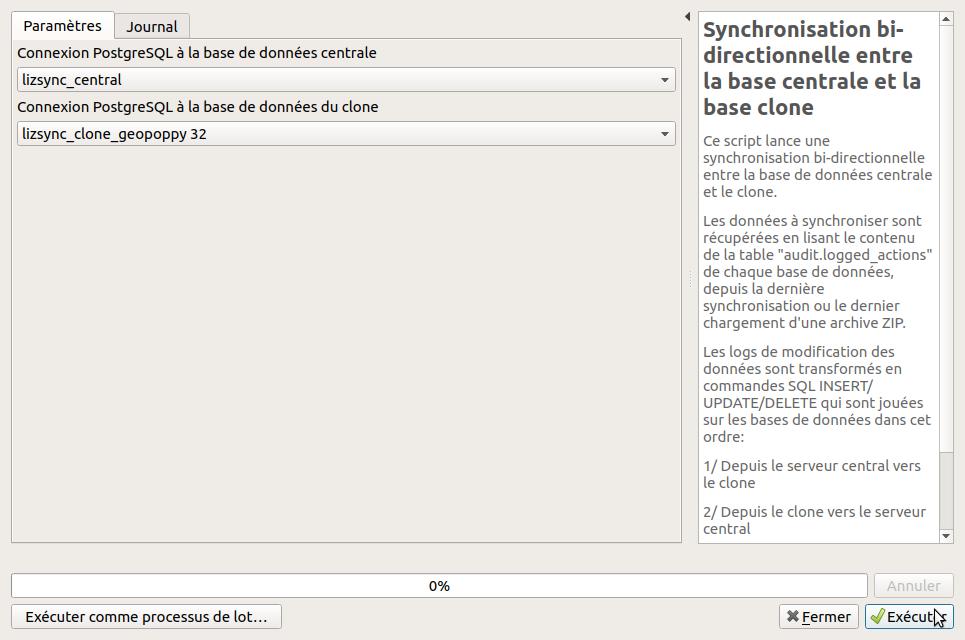 Paramètres
Journal
Connexion PostgreSQL à la base de données centrale
lizsync_central
Connexion PostgreSQL à la base de données du clone
lizsync_clone_geopoppy 32
Synchronisation bi-
directionnelle entre
la base centrale et la
base clone
Ce script lance une
synchronisation bi-directionnelle
entre la base de données centrale
et le clone.
Les données à synchroniser sont
récupérées en lisant le contenu
de la table "audit.logged_actions"
de chaque base de données,
depuis la dernière
synchronisation ou le dernier
chargement d'une archive ZIP.
Les logs de modification des
données sont transformés en
commandes SQL INSERT/
UPDATE/DELETE qui sont jouées
sur les bases de données dans cet
ordre:
1/ Depuis le serveur central vers
le clone
2/ Depuis le clone vers le serveur
central
0%
Annuler
Exécuter comme processus de lot…
Fermer
Exécuter